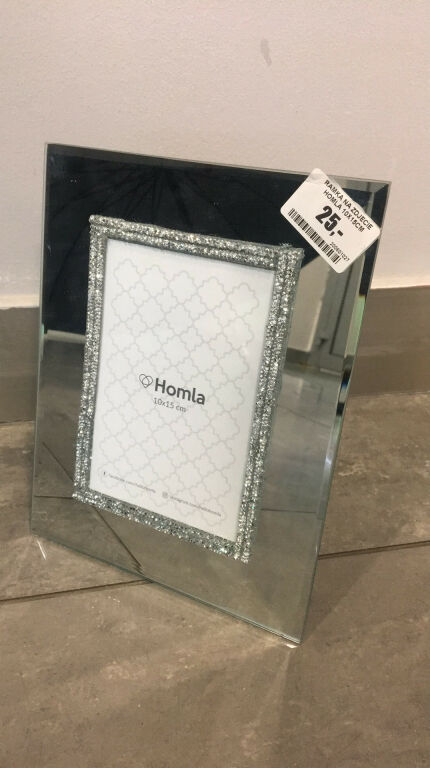 RAMKA NA ZDJĘCIE
HOMLA 10X15CM
25,-
Homla
10x15 cm